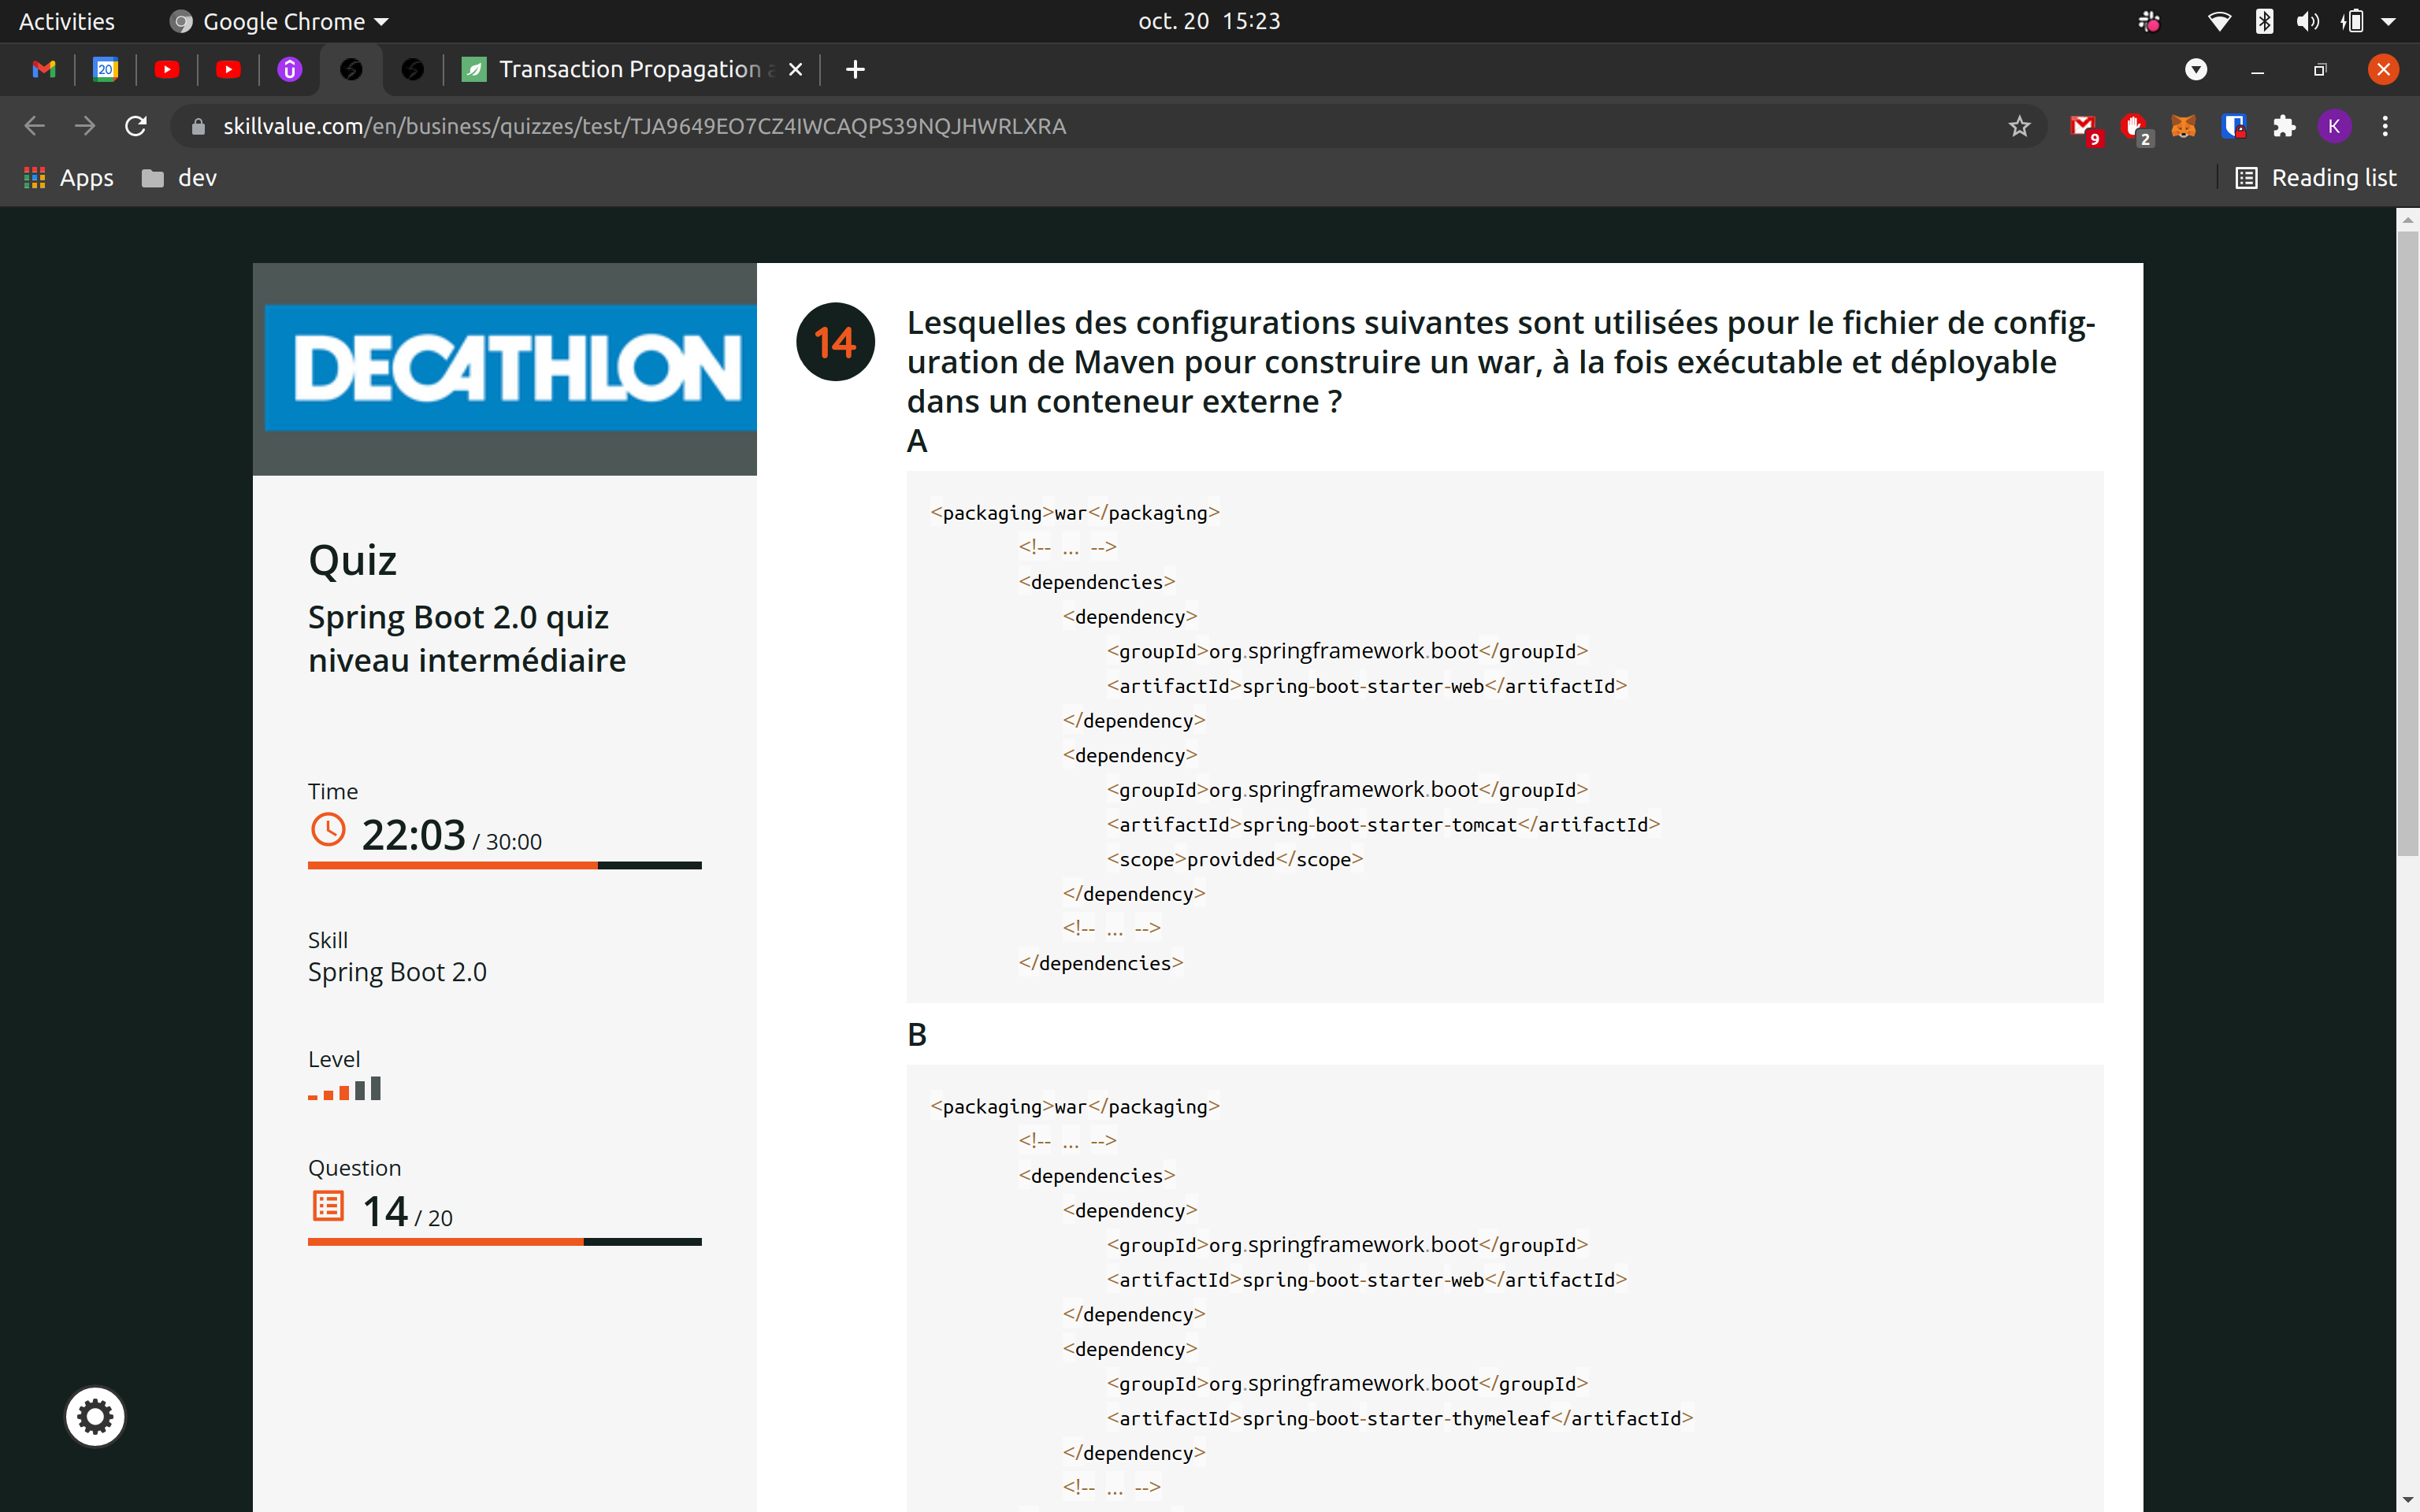 Activities
Google Chrome
oct. 20 15:23
20
Transaction Propagation a
skillvalue.com/en/business/quizzes/test/TJA9649EO7CZ4IWCAQPS39NQJHWRLXRA
9
2
K
Apps
dev
Reading list
DECATHLON
Quiz
Spring Boot 2.0 quiz
niveau intermédiaire
Time
22:03 / 30:00
Skill
Spring Boot 2.0
Level
Question
14 / 20
14
Lesquelles des configurations suivantes sont utilisées pour le fichier de config-
uration de Maven pour construire un war, à la fois exécutable et déployable
dans un conteneur externe ?
A
<packaging>war</packaging>
<!-- ... -->
<dependencies>
<dependency>
<groupId>org.springframework.boot</groupId>
<artifactId>spring-boot-starter-web</artifactId>
</dependency>
<dependency>
<groupId>org.springframework.boot</groupId>
<artifactId>spring-boot-starter-tomcat</artifactId>
<scope>provided</scope>
</dependency>
<!-- ... -->
</dependencies>
B
<packaging>war</packaging>
<!-- ... -->
<dependencies>
<dependency>
<groupId>org.springframework.boot</groupId>
<artifactId>spring-boot-starter-web</artifactId>
</dependency>
<dependency>
<groupId>org.springframework.boot</groupId>
<artifactId>spring-boot-starter-thymeleaf</artifactId>
</dependency>
<!-- ... -->